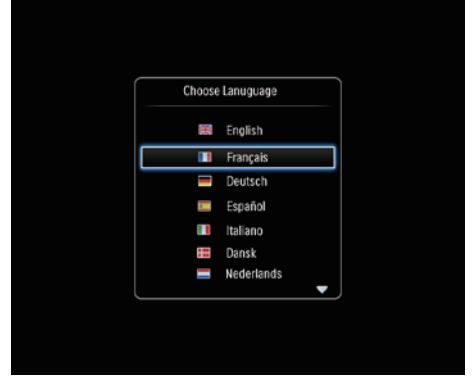 Choose Lanuguage
English
Français
Deutsch
Español
Italiano
Dansk
Nederlands